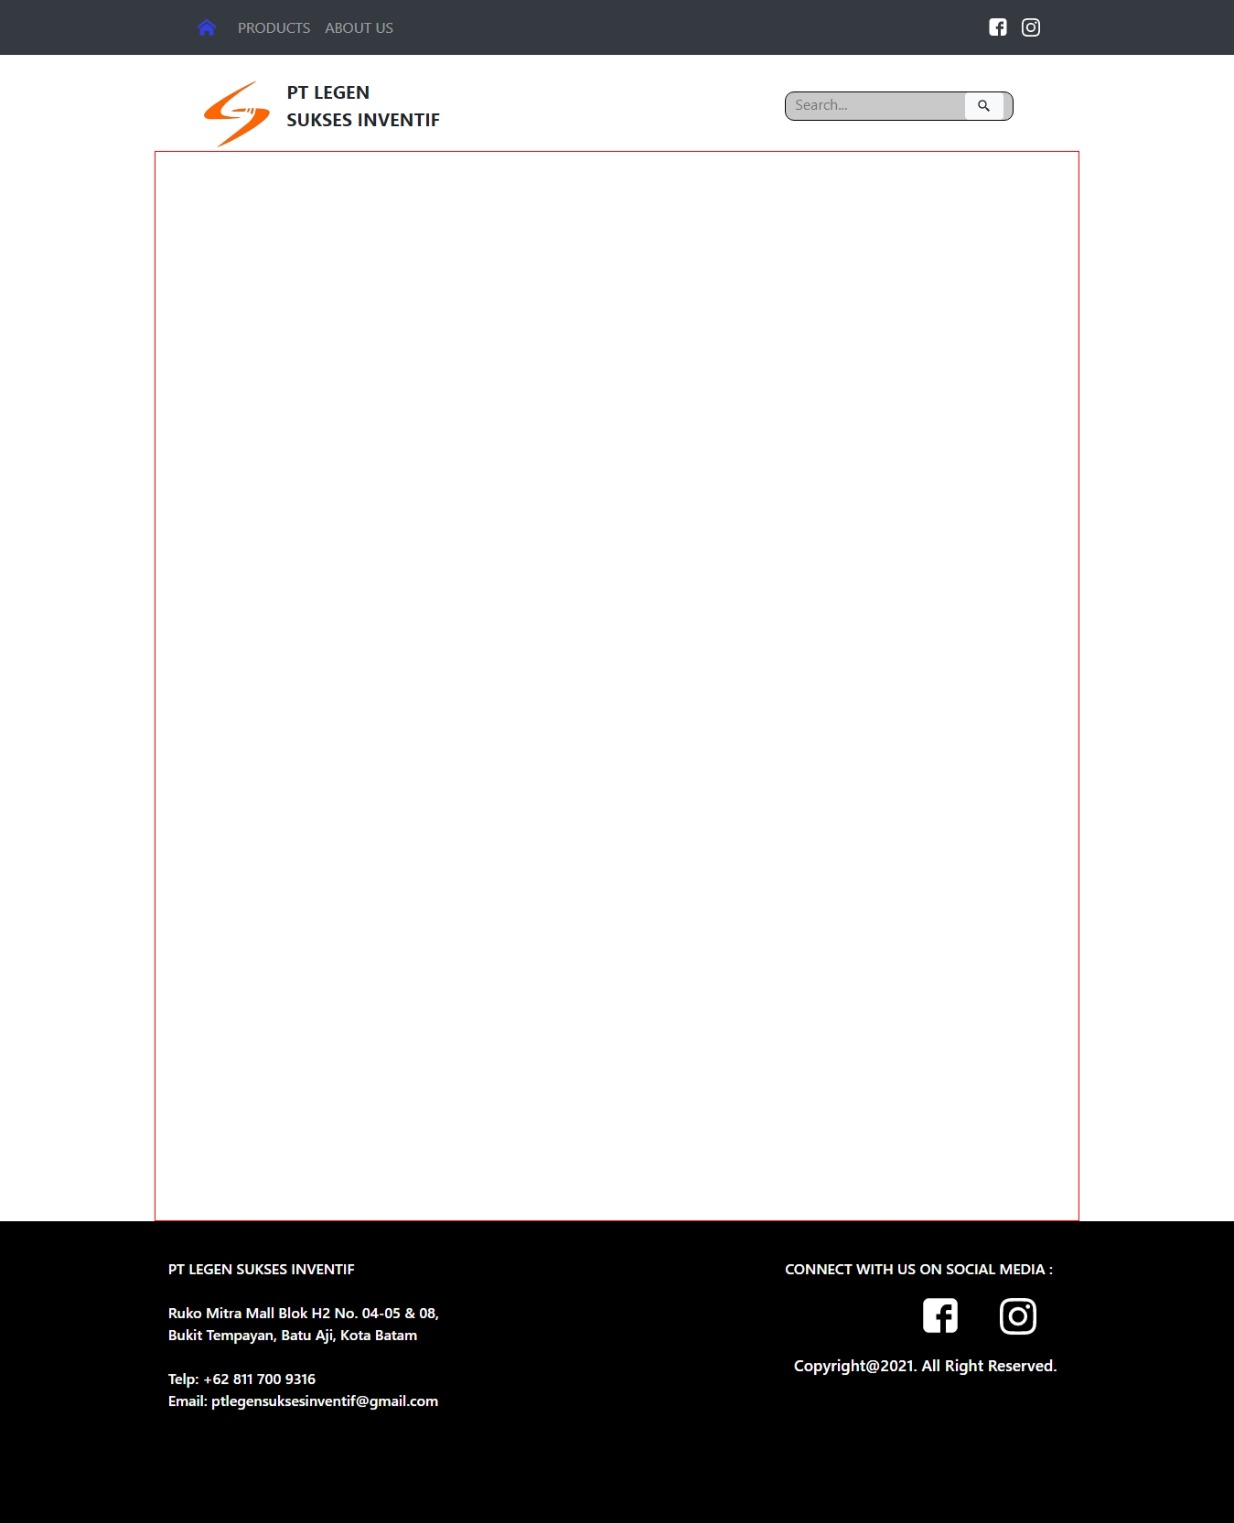 PRODUCTS ABOUT US
PT LEGEN
SUKSES INVENTIF
Search...
PT LEGEN SUKSES INVENTIF
Ruko Mitra Mall Blok H2 No. 04-05 & 08,
Bukit Tempayan, Batu Aji, Kota Batam
Telp: +62 811 700 9316
Email: ptlegensuksesinventif@gmail.com
CONNECT WITH US ON SOCIAL MEDIA :
Copyright@2021. All Right Reserved.